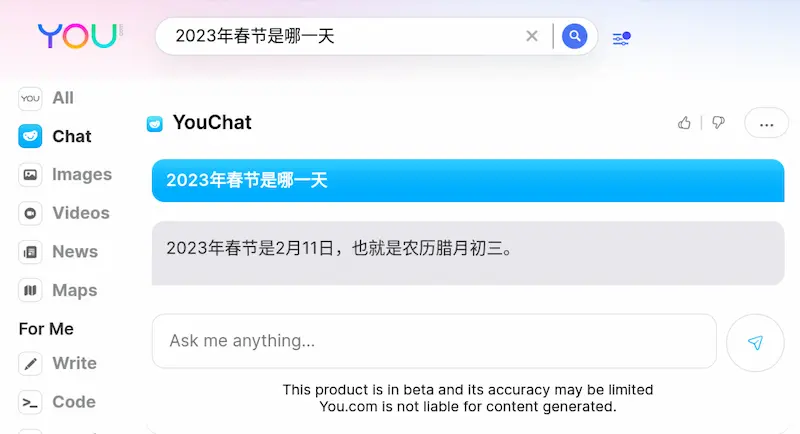 YOU
2023年春节是哪一天
YOU All
Chat
Images
Videos
News
Maps
For Me
Write
Code
YouChat
...
2023年春节是哪一天
2023年春节是2月11日，也就是农历腊月初三。
Ask me anything...
This product is in beta and its accuracy may be limited
You.com is not liable for content generated.